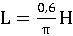 L = 0,6/π H